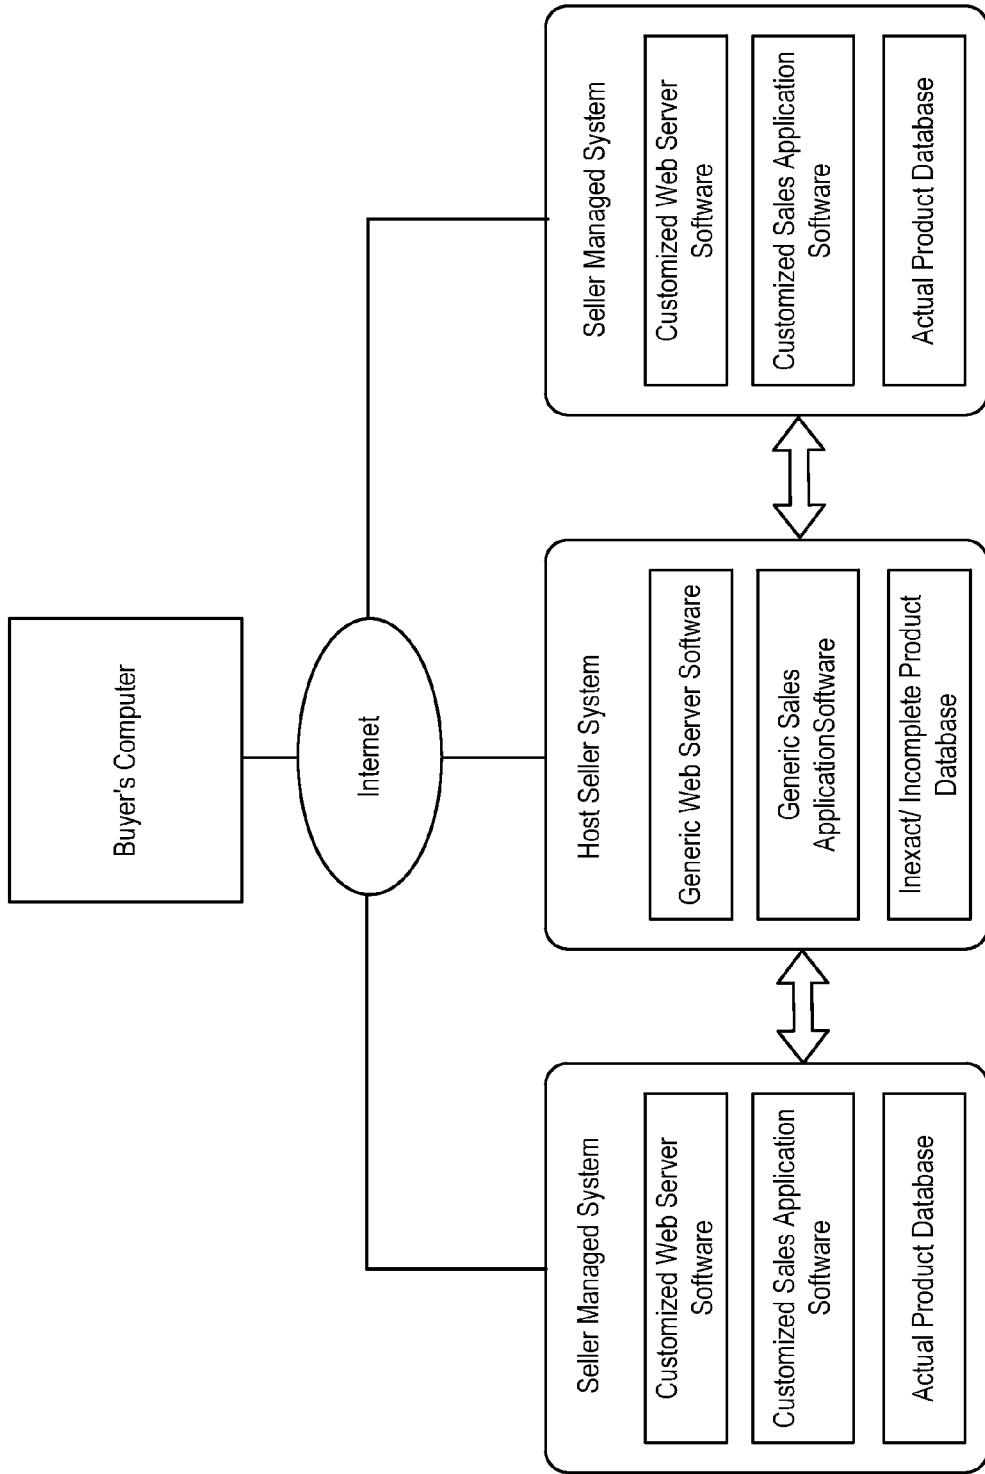 Buyer's Computer
Internet
Seller Managed System
Customized Web Server
Software
Customized Sales Application
Software
Actual Product Database
Host Seller System
Generic Web Server Software
Generic Sales
ApplicationSoftware
Inexact/ Incomplete Product
Database
Seller Managed System
Customized Web Server
Software
Customized Sales Application
Software
Actual Product Database